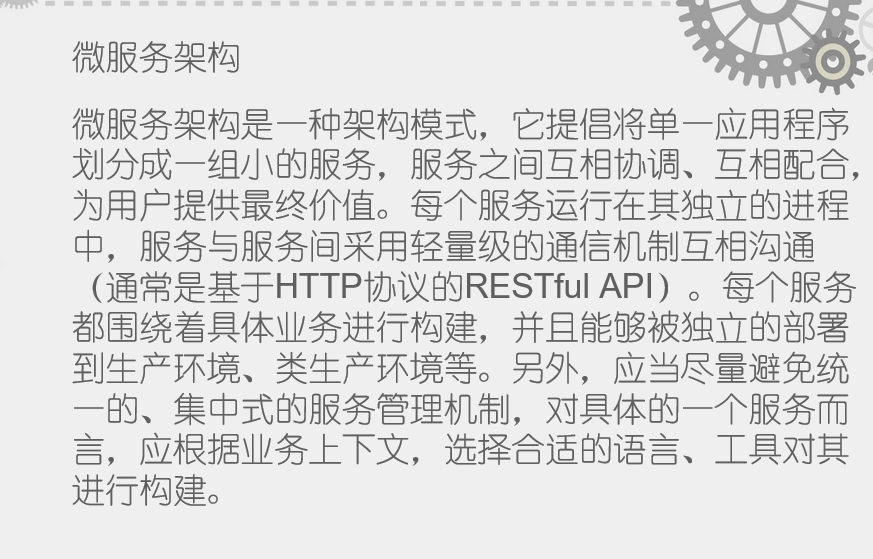 微服务架构
微服务架构是一种架构模式，它提倡将单一应用程序
划分成一组小的服务，服务之间互相协调、互相配合，
为用户提供最终价值。每个服务运行在其独立的进程
中，服务与服务间采用轻量级的通信机制互相沟通
（通常是基于HTTP协议的RESTful API）。每个服务
都围绕着具体业务进行构建，并且能够被独立的部署
到生产环境、类生产环境等。另外，应当尽量避免统
一的、集中式的服务管理机制，对具体的一个服务而
言，应根据业务上下文，选择合适的语言、工具对其
进行构建。